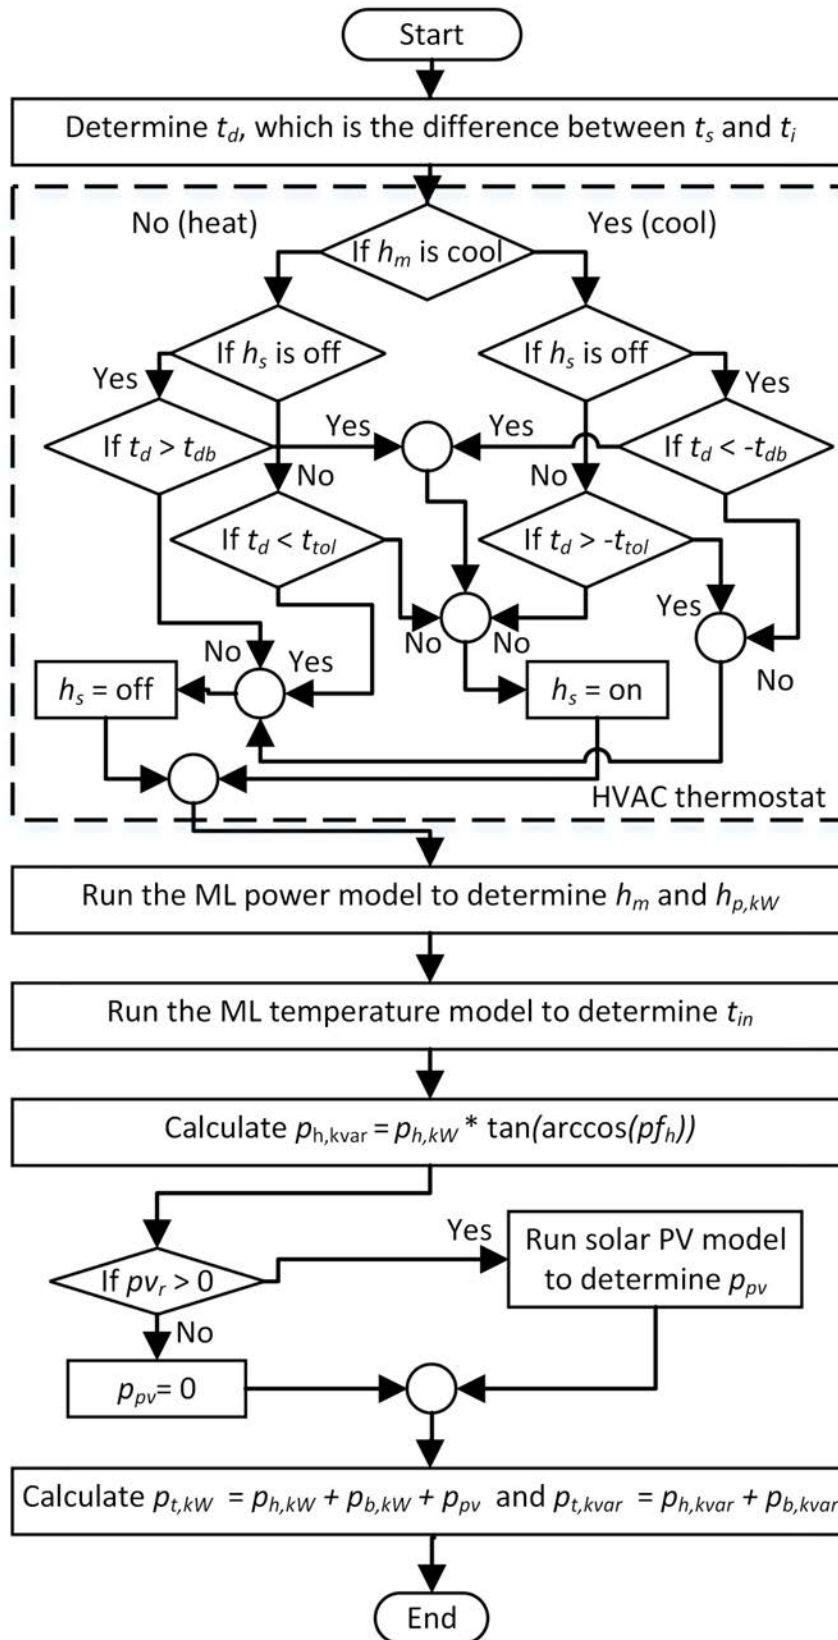 Start
Determine t_d, which is the difference between t_s and t_i
No (heat)
Yes (cool)
If h_m is cool
If h_s is off
If h_s is off
Yes
Yes
If t_d > t_db
Yes
Yes
If t_d < -t_db
No
No
If t_d < t_tol
If t_d > -t_tol
Yes
No
No
No
Yes
No
h_s = off
h_s = on
HVAC thermostat
Run the ML power model to determine h_m and h_p,kW
Run the ML temperature model to determine t_in
Calculate p_h,kvar = p_h,kW * tan(arccos(pf_h))
Yes
Run solar PV model
to determine p_pv
If pv_r > 0
No
p_pv = 0
Calculate p_t,kW = p_h,kW + p_b,kW + p_pv and p_t,kvar = p_h,kvar + p_b,kvar
End